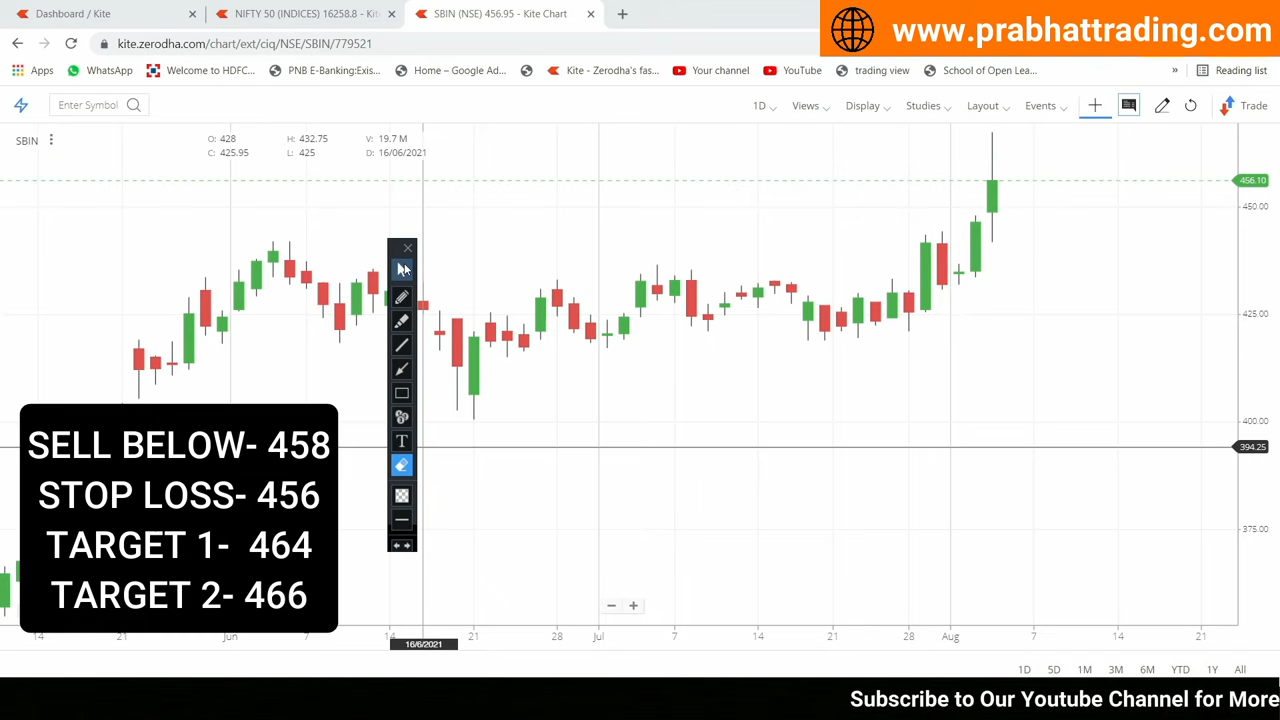 Dashboard / Kite
NIFTY 50 (INDICES) 16258.8 - Kite
SBIN (NSE) 456.95 - Kite Chart
www.prabhattrading.com
kite.zerodha.com/chart/ext/ciq/NSE/SBIN/779521
Apps
WhatsApp
Welcome to HDFC...
PNB E-Banking:Exis...
Home – Google Ad...
Kite - Zerodha's fas...
Your channel
YouTube
trading view
School of Open Lea...
»
Reading list
Enter Symbol
1D
Views
Display
Studies
Layout
Events
Trade
SBIN
O: 428 H: 432.75 V: 19.7 M
C: 425.95 L: 425 D: 16/06/2021
456.10
450.00
425.00
400.00
394.25
375.00
T
SELL BELOW- 458
STOP LOSS- 456
TARGET 1- 464
TARGET 2- 466
14 21 Jun 7 14 21 28 Jul 7 14 21 28 Aug 7 14 21
16/6/2021
1D 5D 1M 3M 6M YTD 1Y All
Subscribe to Our Youtube Channel for More